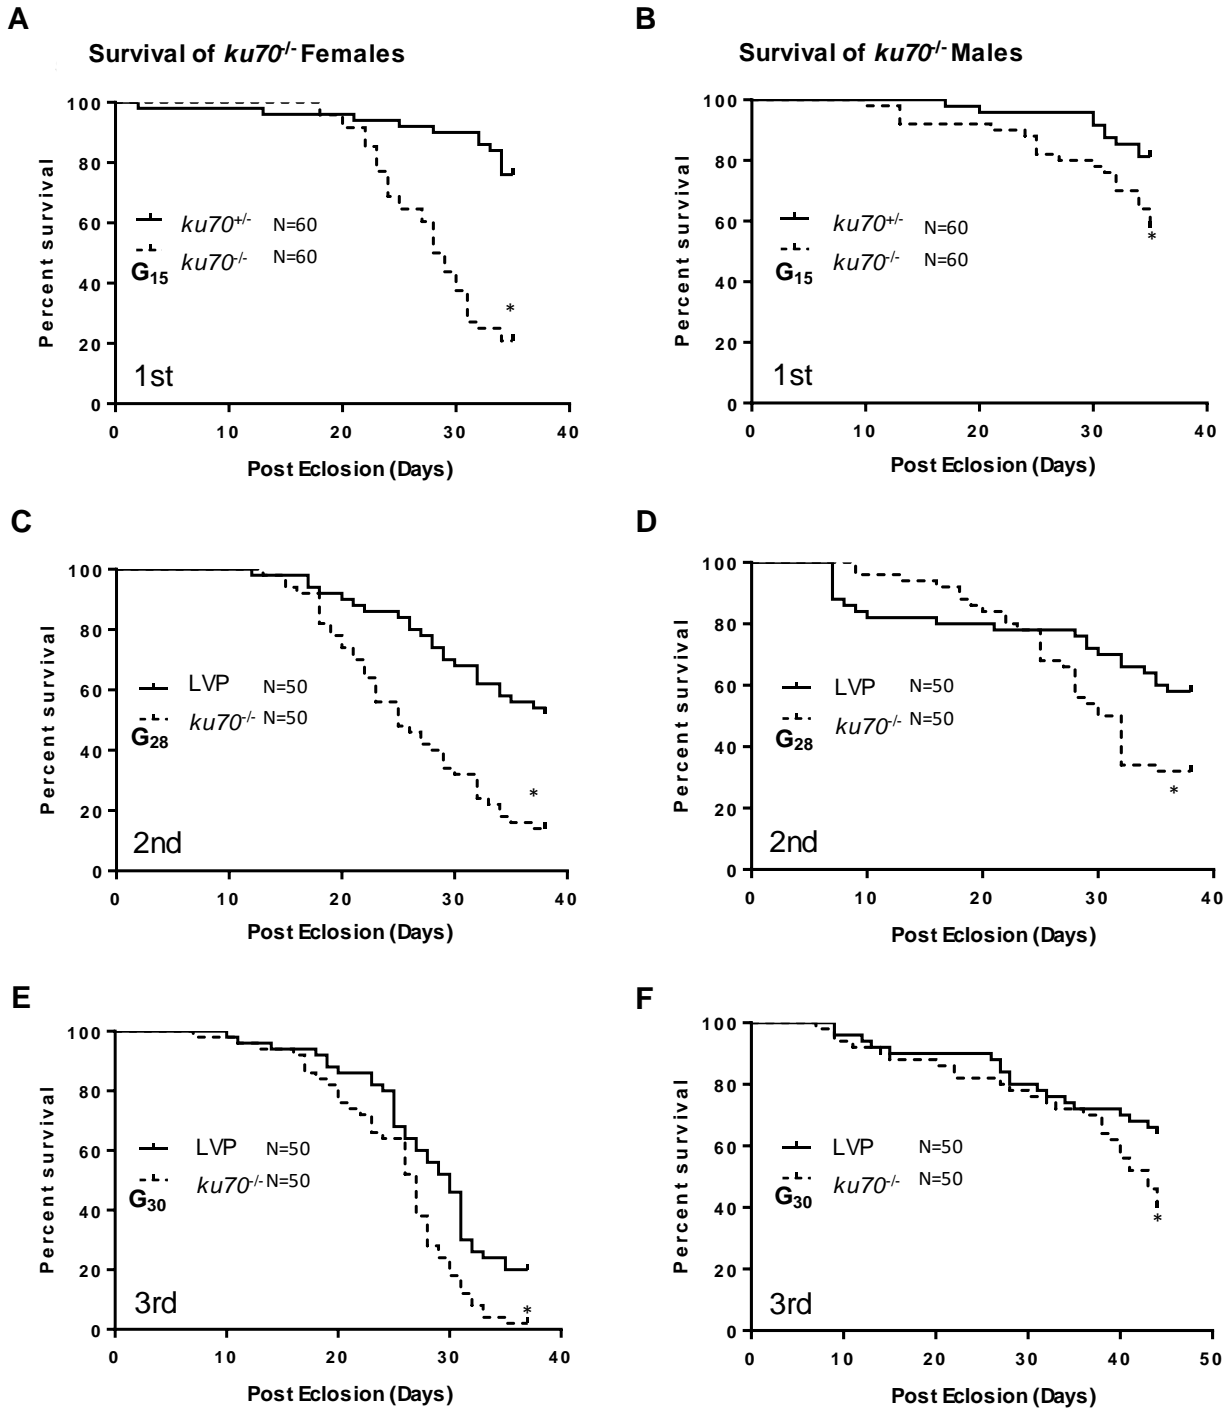 A
Survival of ku70-/- Females
Percent survival
100
80
60
40
20
0
ku70+/- N=60
ku70-/- N=60
G15
1st
0 10 20 30 40
Post Eclosion (Days)
B
Survival of ku70-/- Males
Percent survival
100
80
60
40
20
0
ku70+/- N=60
ku70-/- N=60
G15
*
*
1st
0 10 20 30 40
Post Eclosion (Days)
C
Percent survival
100
80
60
40
20
0
LVP N=50
ku70-/- N=50
G28
*
2nd
0 10 20 30 40
Post Eclosion (Days)
D
Percent survival
100
80
60
40
20
0
LVP N=50
ku70-/- N=50
G28
*
2nd
0 10 20 30 40
Post Eclosion (Days)
E
Percent survival
100
80
60
40
20
0
LVP N=50
ku70-/- N=50
G30
*
3rd
0 10 20 30 40
Post Eclosion (Days)
F
Percent survival
100
80
60
40
20
0
LVP N=50
ku70-/- N=50
G30
*
3rd
0 10 20 30 40 50
Post Eclosion (Days)